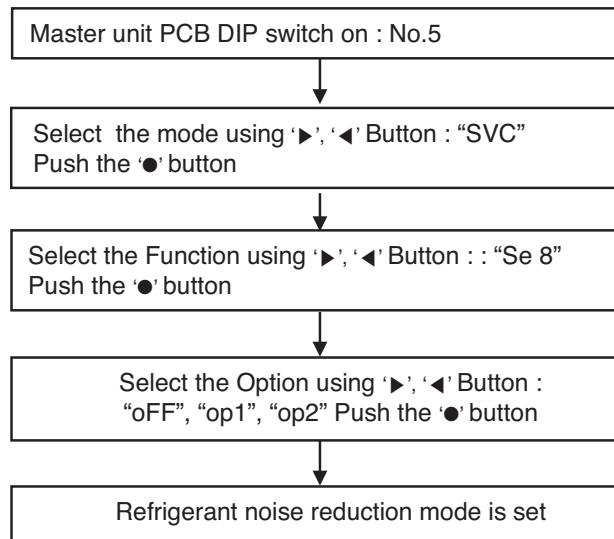 Master unit PCB DIP switch on : No.5
Select the mode using ‘▶’, ‘◀’ Button : “SVC”
Push the ‘●’ button
Select the Function using ‘▶’, ‘◀’ Button : : “Se 8”
Push the ‘●’ button
Select the Option using ‘▶’, ‘◀’ Button :
“oFF”, “op1”, “op2” Push the ‘●’ button
Refrigerant noise reduction mode is set